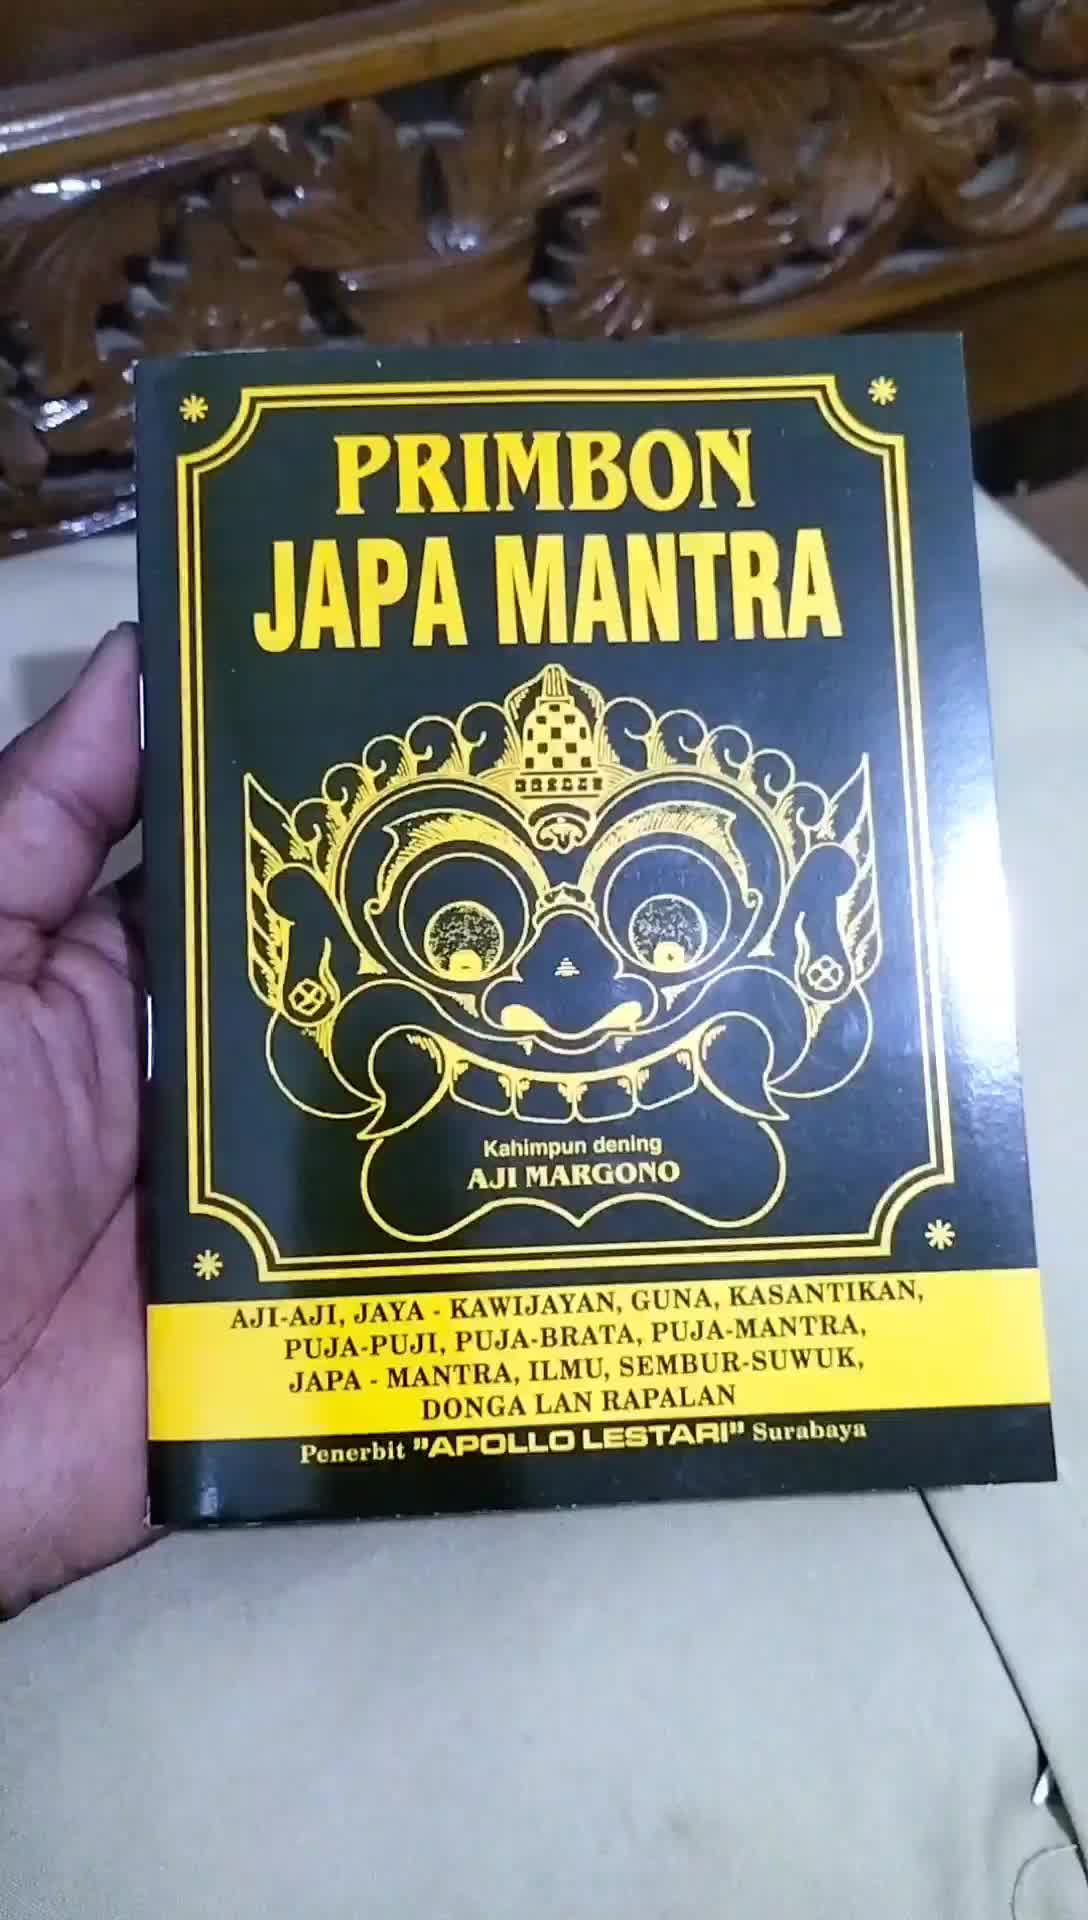 PRIMBON
JAPA MANTRA
Kahimpun dening
AJI MARGONO
AJI-AJI, JAYA - KAWIJAYAN, GUNA, KASANTIKAN,
PUJA-PUJI, PUJA-BRATA, PUJA-MANTRA,
JAPA - MANTRA, ILMU, SEMBUR-SUWUK,
DONGA LAN RAPALAN
Penerbit "APOLLO LESTARI" Surabaya